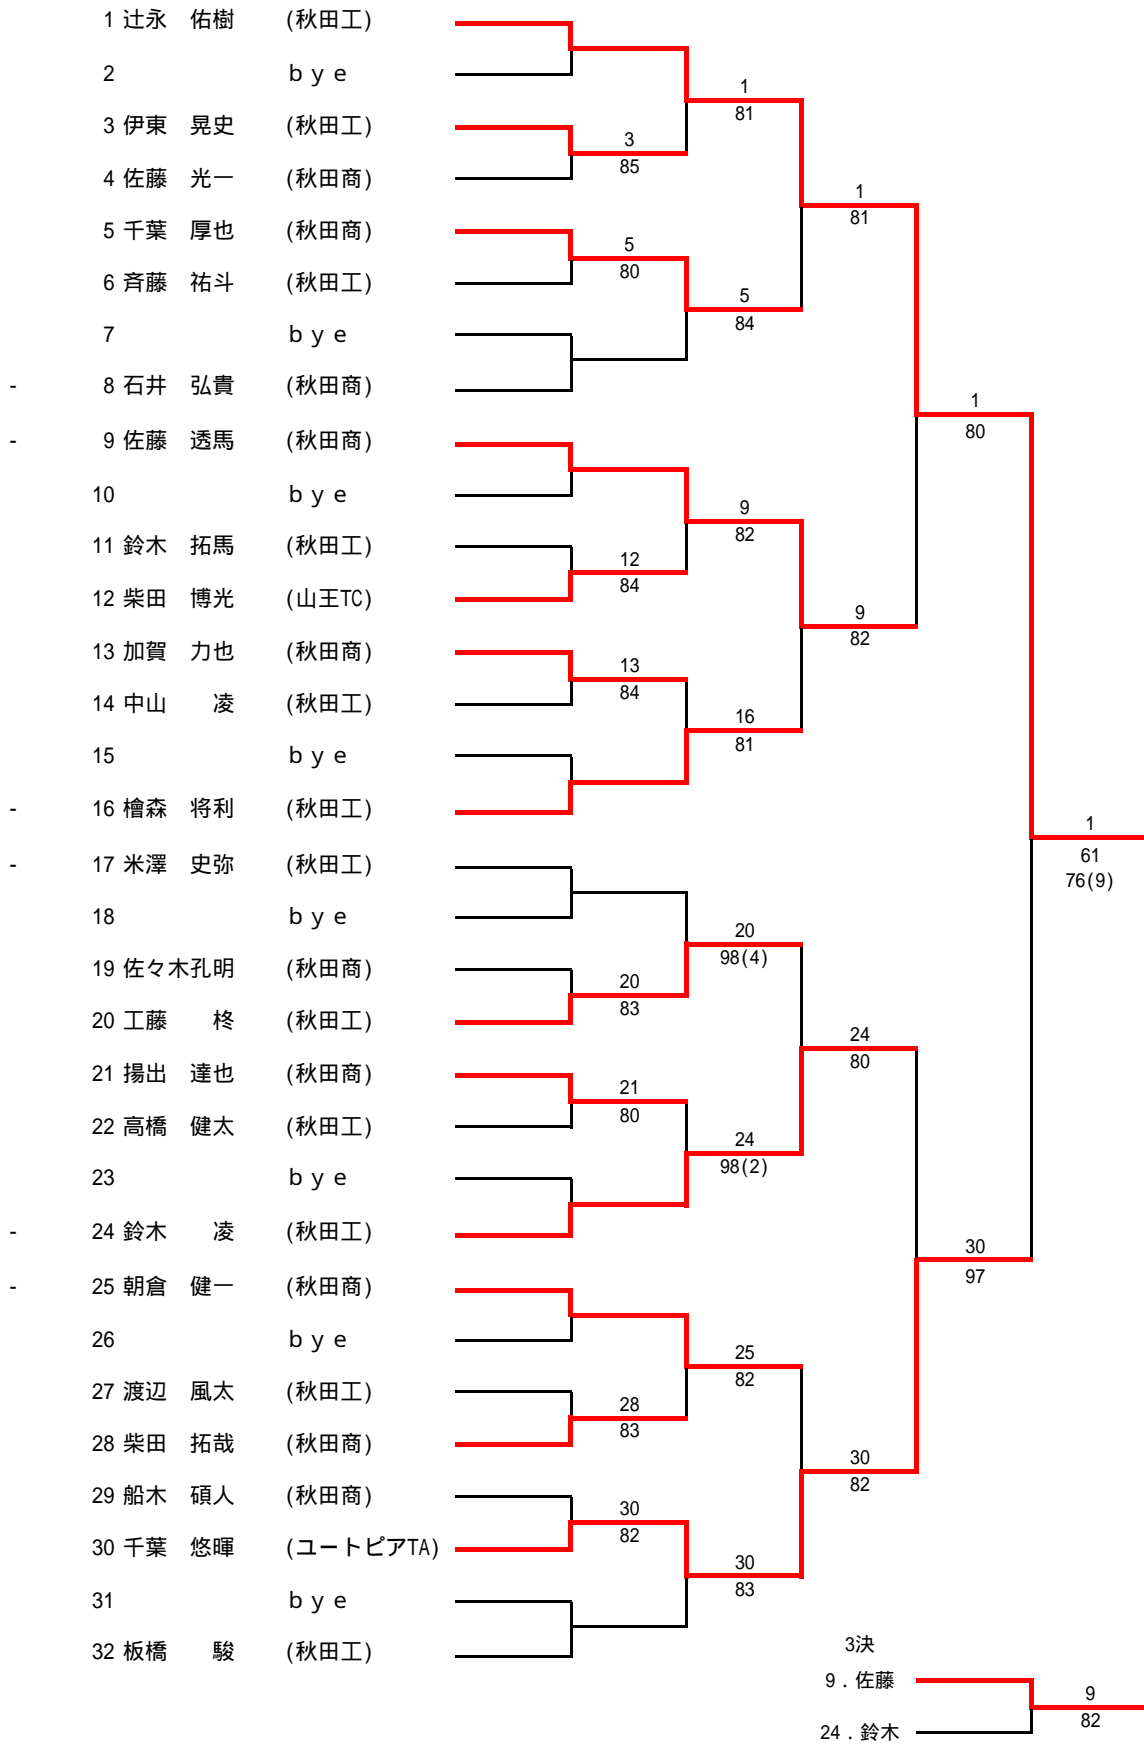 1 辻永　佑樹　(秋田工)
2　ｂｙｅ
1
81
3 伊東　晃史　(秋田工)
3
85
4 佐藤　光一　(秋田商)
1
81
5 千葉　厚也　(秋田商)
5
80
6 斉藤　祐斗　(秋田工)
5
84
7　ｂｙｅ
- 8 石井　弘貴　(秋田商)
1
80
- 9 佐藤　透馬　(秋田商)
10　ｂｙｅ
9
82
11 鈴木　拓馬　(秋田工)
12
84
12 柴田　博光　(山王TC)
9
82
13 加賀　力也　(秋田商)
13
84
14 中山　　凌　(秋田工)
16
81
15　ｂｙｅ
- 16 檜森　将利　(秋田工)
1
61
76(9)
- 17 米澤　史弥　(秋田工)
18　ｂｙｅ
20
98(4)
19 佐々木孔明　(秋田商)
20
83
20 工藤　　柊　(秋田工)
24
80
21 揚出　達也　(秋田商)
21
80
22 高橋　健太　(秋田工)
24
98(2)
23　ｂｙｅ
- 24 鈴木　　凌　(秋田工)
30
97
- 25 朝倉　健一　(秋田商)
26　ｂｙｅ
25
82
27 渡辺　風太　(秋田工)
28
83
28 柴田　拓哉　(秋田商)
30
82
29 船木　碩人　(秋田商)
30
82
30 千葉　悠暉　(ユートピアTA)
30
83
31　ｂｙｅ
32 板橋　　駿　(秋田工)
3決
9．佐藤
9
82
24．鈴木